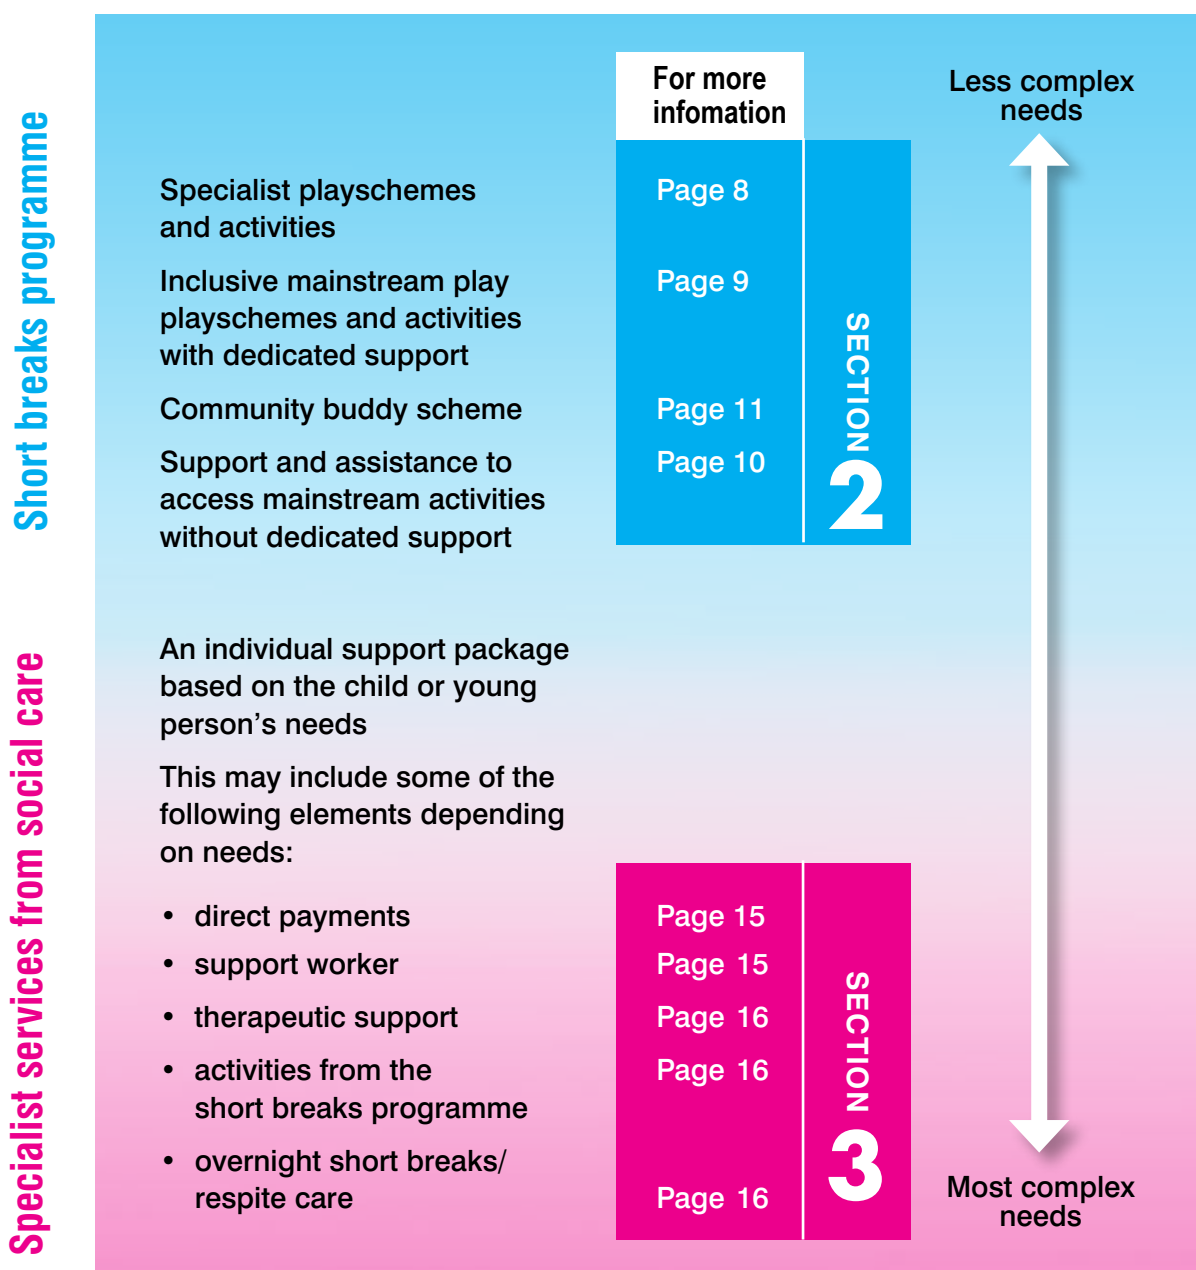 Short breaks programme
For more
infomation
Less complex
needs
Specialist playschemes
and activities
Page 8
Inclusive mainstream play
playschemes and activities
with dedicated support
Page 9
Community buddy scheme
Page 11
Support and assistance to
access mainstream activities
without dedicated support
Page 10
SECTION
2
Specialist services from social care
An individual support package
based on the child or young
person’s needs
This may include some of the
following elements depending
on needs:
• direct payments
Page 15
• support worker
Page 15
• therapeutic support
Page 16
• activities from the
short breaks programme
Page 16
• overnight short breaks/
respite care
Page 16
SECTION
3
Most complex
needs